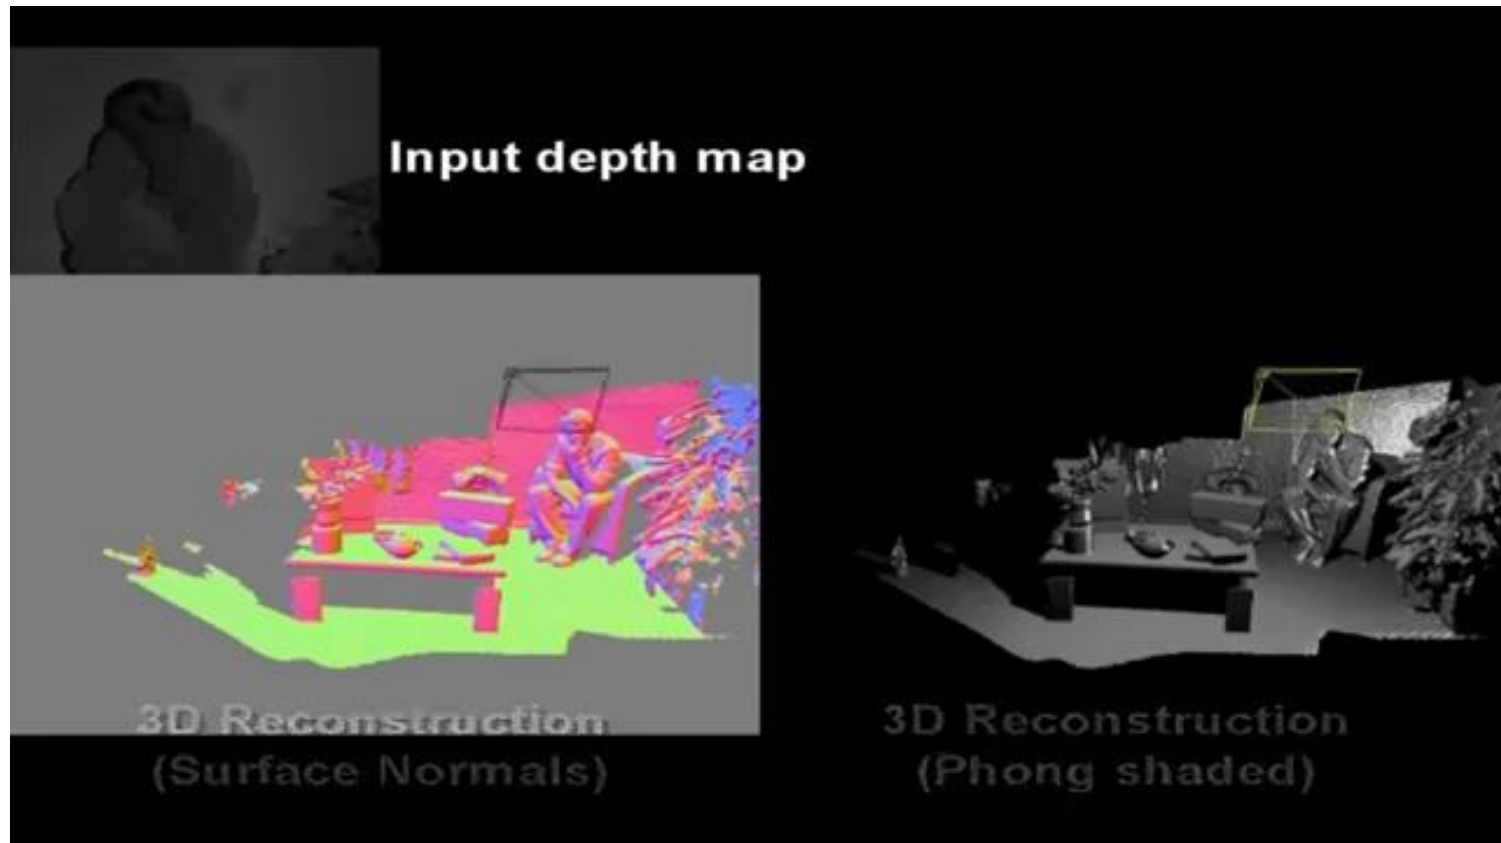 Input depth map
3D Reconstruction
(Surface Normals)
3D Reconstruction
(Phong shaded)